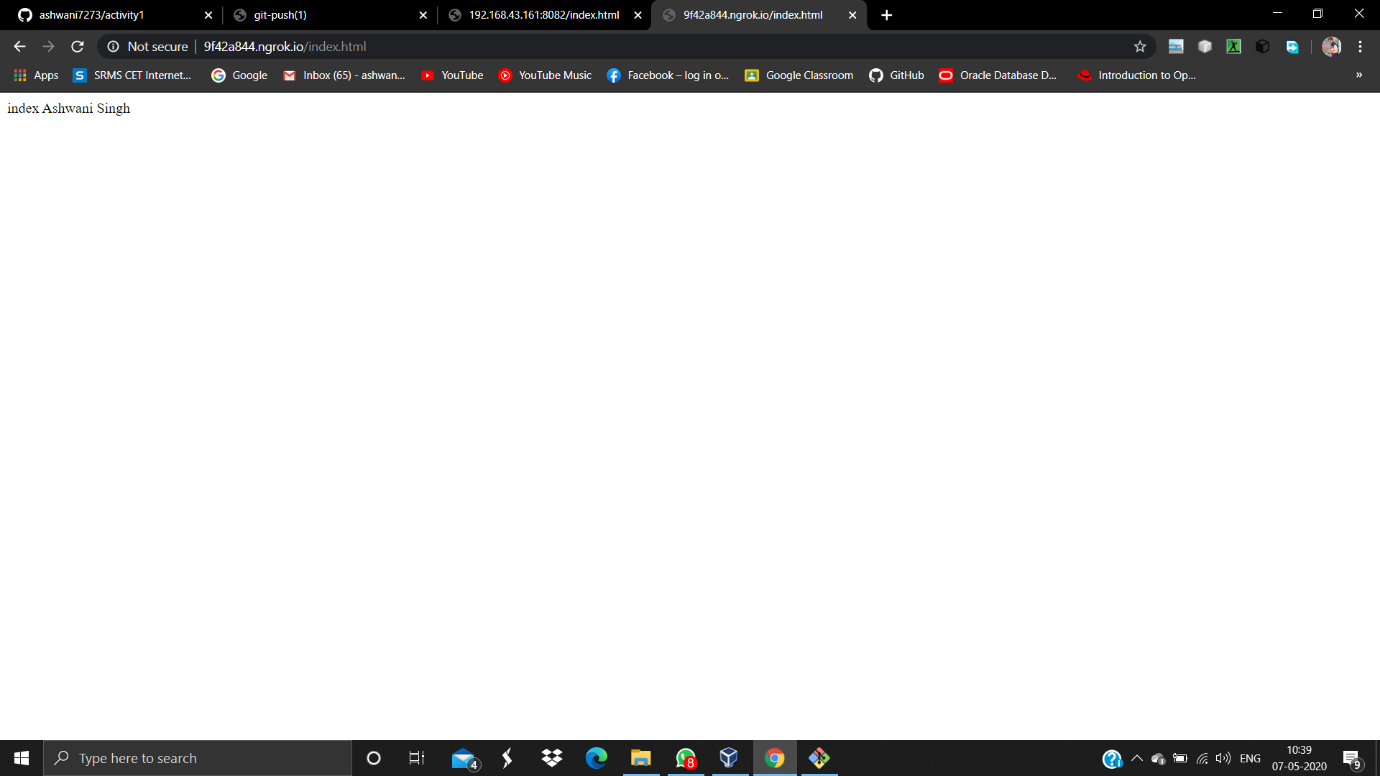 ashwani7273/activity1
git-push(1)
192.168.43.161:8082/index.html
9f42a844.ngrok.io/index.html
Not secure 9f42a844.ngrok.io/index.html
Apps SRMS CET Internet... Google Inbox (65) - ashwan... YouTube YouTube Music Facebook – log in o... Google Classroom GitHub Oracle Database D... Introduction to Op... »
index Ashwani Singh
Type here to search
4
8
ENG
10:39
07-05-2020
9